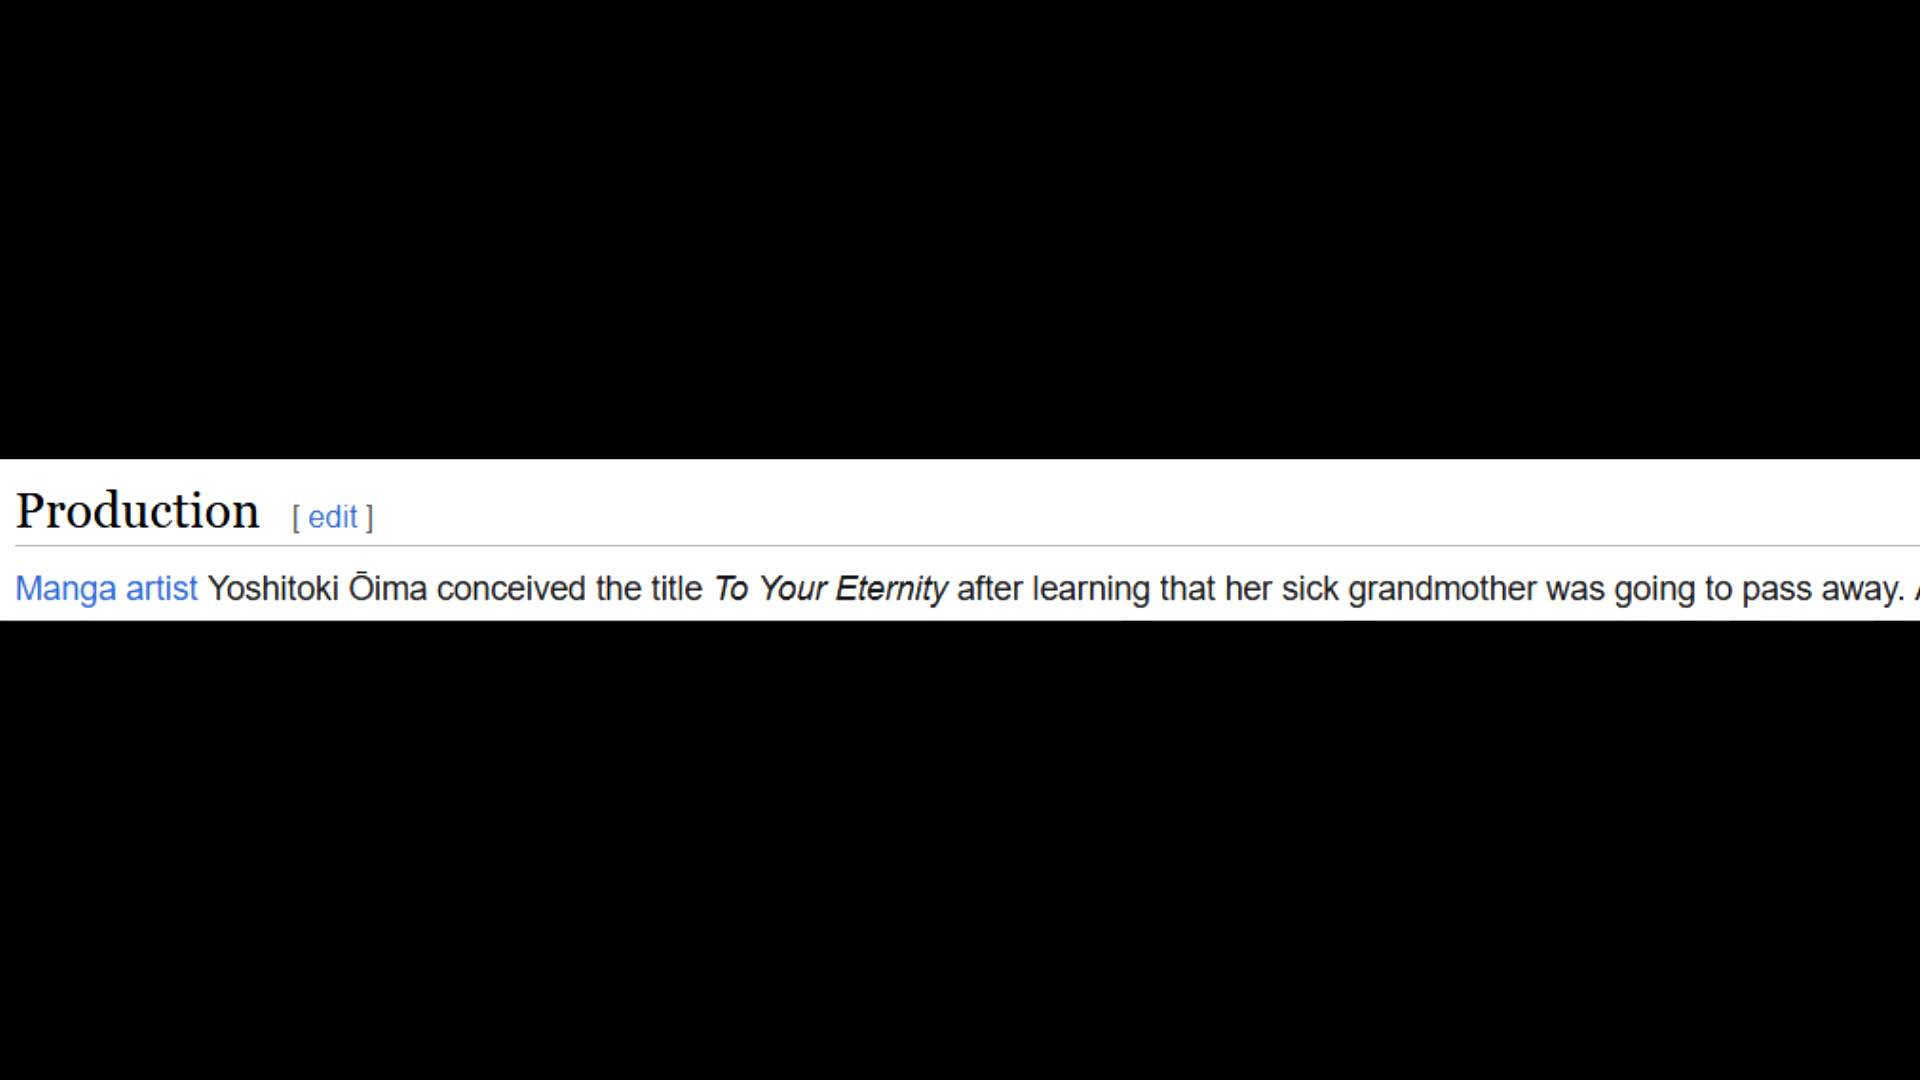 Production [ edit ]
Manga artist Yoshitoki Ōima conceived the title To Your Eternity after learning that her sick grandmother was going to pass away.